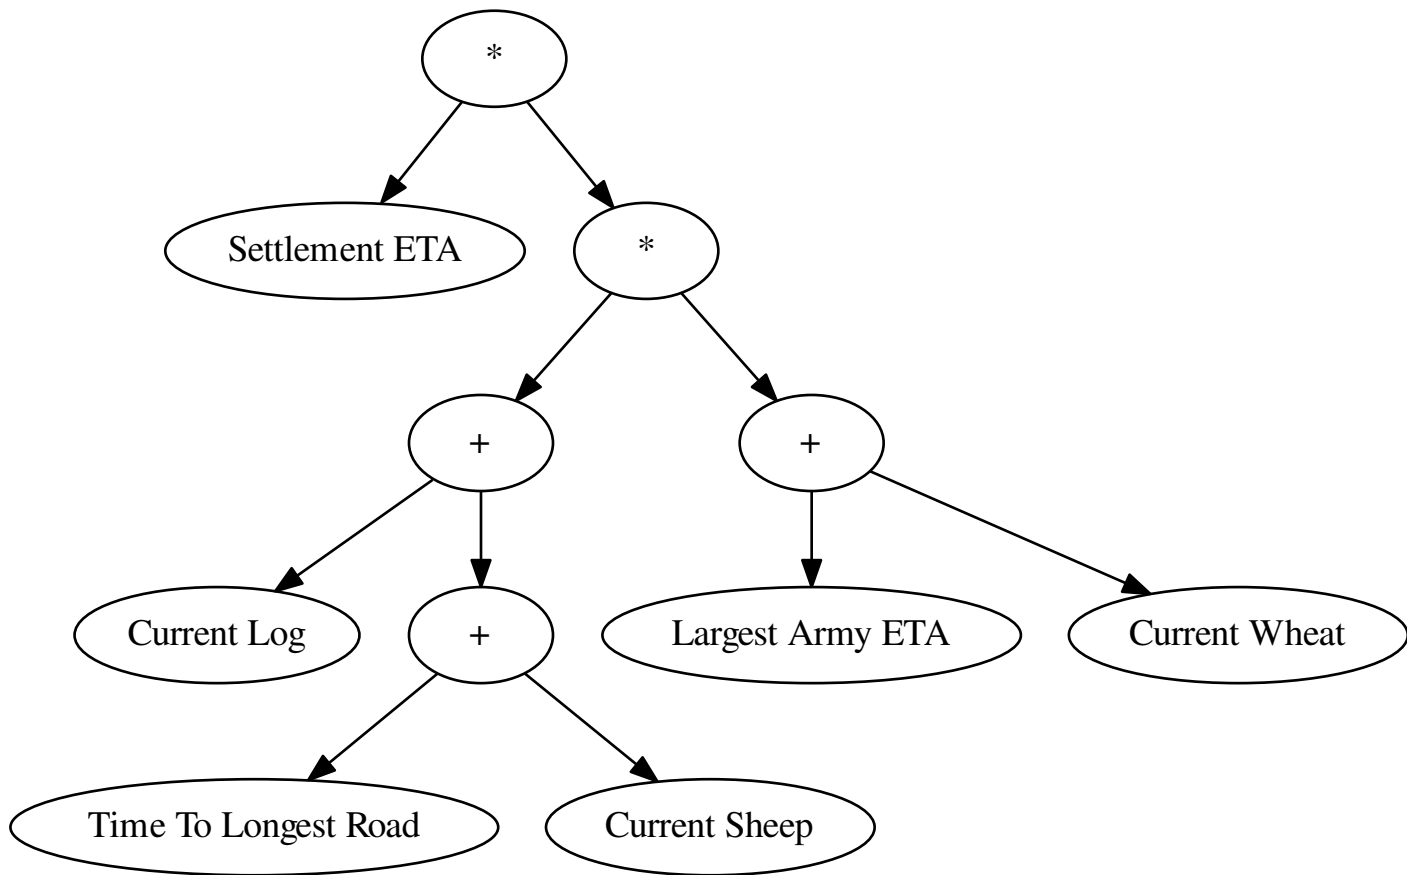 *
Settlement ETA
*
+
+
Current Log
+
Largest Army ETA
Current Wheat
Time To Longest Road
Current Sheep